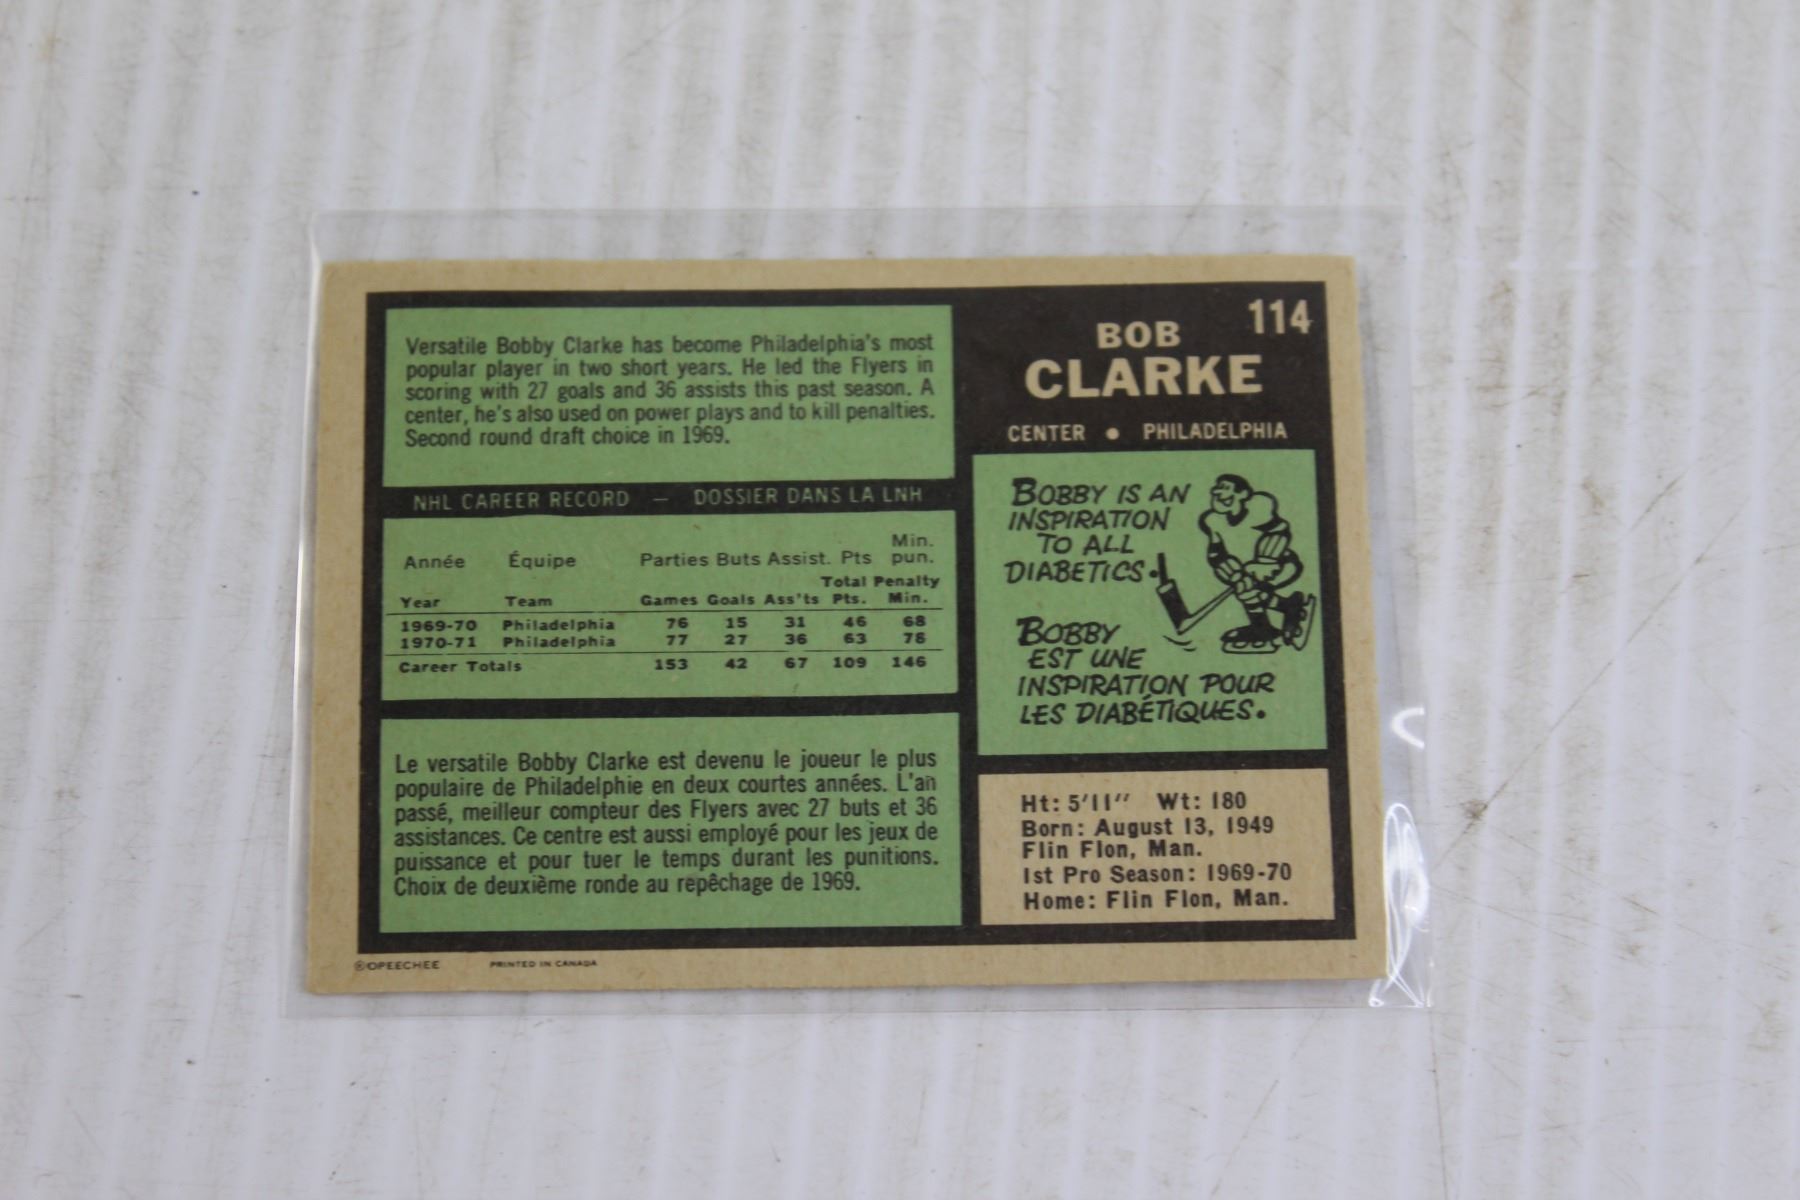 Versatile Bobby Clarke has become Philadelphia's most
popular player in two short years. He led the Flyers in
scoring with 27 goals and 36 assists this past season. A
center, he's also used on power plays and to kill penalties.
Second round draft choice in 1969.
NHL CAREER RECORD — DOSSIER DANS LA LNH
Min.
Année Équipe Parties Buts Assist. Pts pun.
Total Penalty
Year Team Games Goals Ass'ts Pts. Min.
1969-70 Philadelphia 76 15 31 46 68
1970-71 Philadelphia 77 27 36 63 78
Career Totals 153 42 67 109 146
Le versatile Bobby Clarke est devenu le joueur le plus
populaire de Philadelphie en deux courtes années. L'an
passé, meilleur compteur des Flyers avec 27 buts et 36
assistances. Ce centre est aussi employé pour les jeux de
puissance et pour tuer le temps durant les punitions.
Choix de deuxième ronde au repêchage de 1969.
114
BOB
CLARKE
CENTER • PHILADELPHIA
BOBBY IS AN
INSPIRATION
TO ALL
DIABETICS.
BOBBY
EST UNE
INSPIRATION POUR
LES DIABÉTIQUES.
Ht: 5'11" Wt: 180
Born: August 13, 1949
Flin Flon, Man.
1st Pro Season: 1969-70
Home: Flin Flon, Man.
©OPEECHEE PRINTED IN CANADA